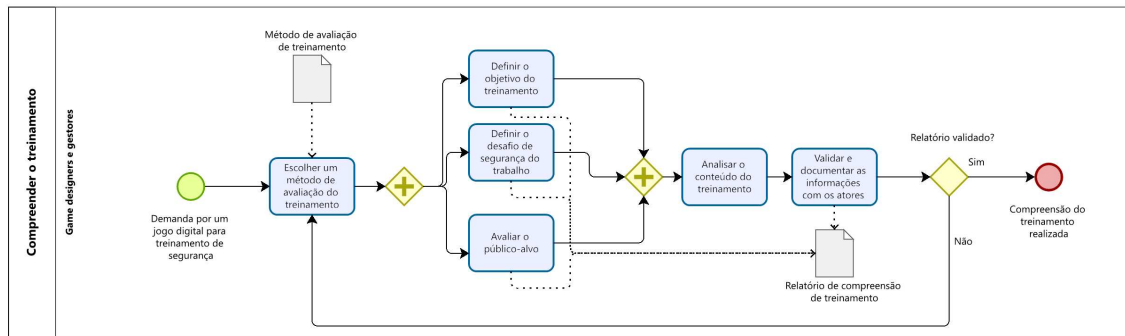 Compreender o treinamento
Game designers e gestores
Método de avaliação
de treinamento
Demanda por um
jogo digital para
treinamento de
segurança
Escolher um
método de
avaliação do
treinamento
Definir o
objetivo do
treinamento
Definir o
desafio de
segurança do
trabalho
Avaliar o
público-alvo
Analisar o
conteúdo do
treinamento
Validar e
documentar as
informações
com os atores
Relatório de compreensão
de treinamento
Relatório validado?
Sim
Não
Compreensão do
treinamento
realizada